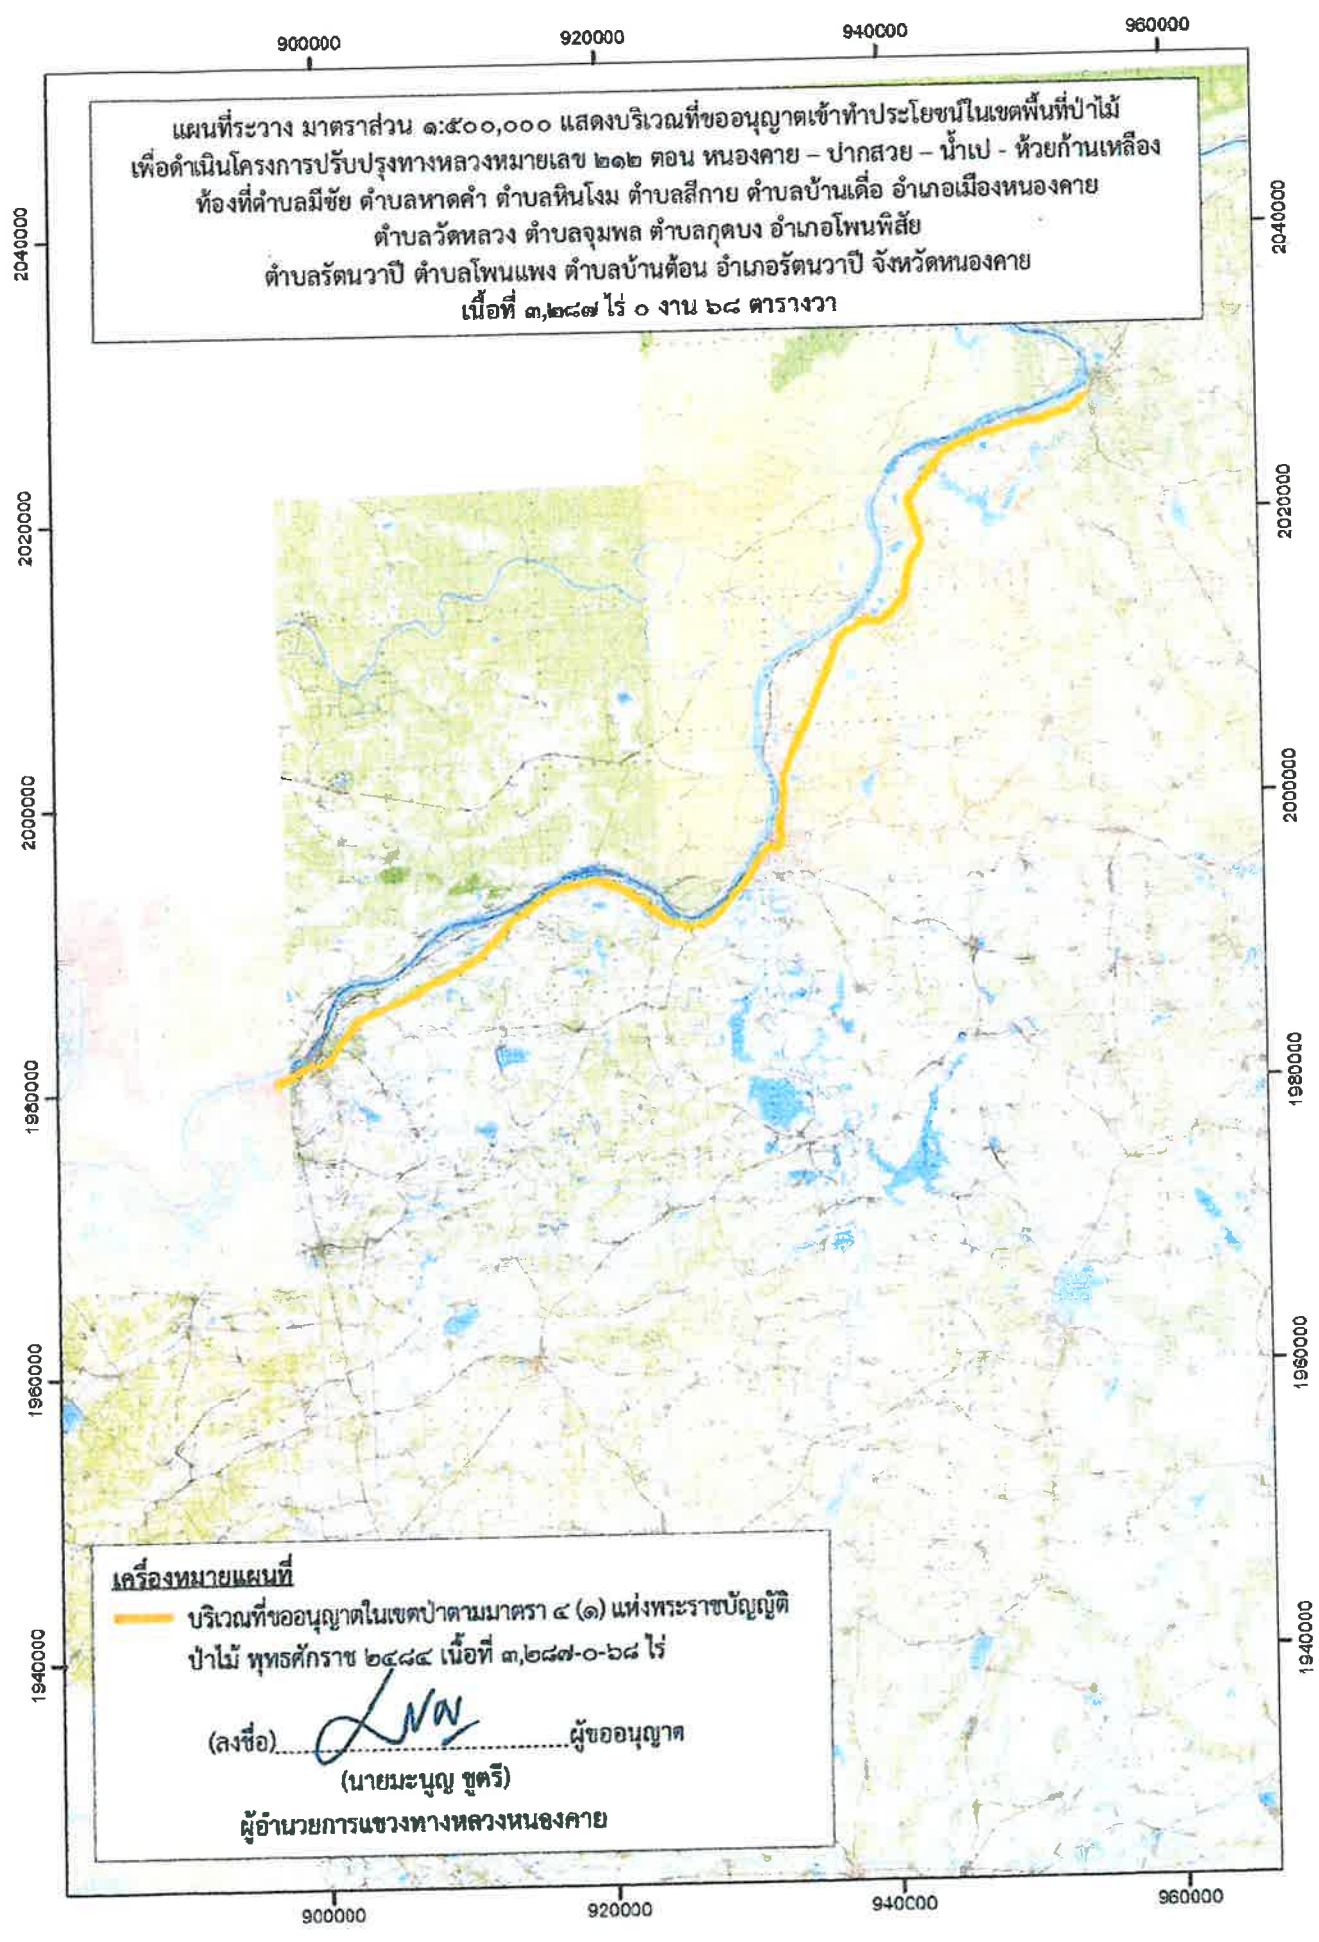 900000 920000 940000 960000
แผนที่ระวาง มาตราส่วน ๑:๕๐๐,๐๐๐ แสดงบริเวณที่ขออนุญาตเข้าทำประโยชน์ในเขตพื้นที่ป่าไม้
เพื่อดำเนินโครงการปรับปรุงทางหลวงหมายเลข ๒๑๒ ตอน หนองคาย – ปากสวย – น้ำเป - ห้วยก้านเหลือง
ท้องที่ตำบลมีชัย ตำบลหาดคำ ตำบลหินโงม ตำบลสีกาย ตำบลบ้านเดื่อ อำเภอเมืองหนองคาย
ตำบลวัดหลวง ตำบลจุมพล ตำบลกุดบง อำเภอโพนพิสัย
ตำบลรัตนวาปี ตำบลโพนแพง ตำบลบ้านต้อน อำเภอรัตนวาปี จังหวัดหนองคาย
เนื้อที่ ๓,๒๘๗ ไร่ ๐ งาน ๖๘ ตารางวา
2040000 2040000
2020000 2020000
2000000 2000000
1980000 1980000
1960000 1960000
1940000 1940000
เครื่องหมายแผนที่
บริเวณที่ขออนุญาตในเขตป่าตามมาตรา ๔ (๑) แห่งพระราชบัญญัติ
ป่าไม้ พุทธศักราช ๒๔๘๔ เนื้อที่ ๓,๒๘๗-๐-๖๘ ไร่
(ลงชื่อ)..............................ผู้ขออนุญาต
(นายมะนูญ ชูตรี)
ผู้อำนวยการแขวงทางหลวงหนองคาย
900000 920000 940000 960000